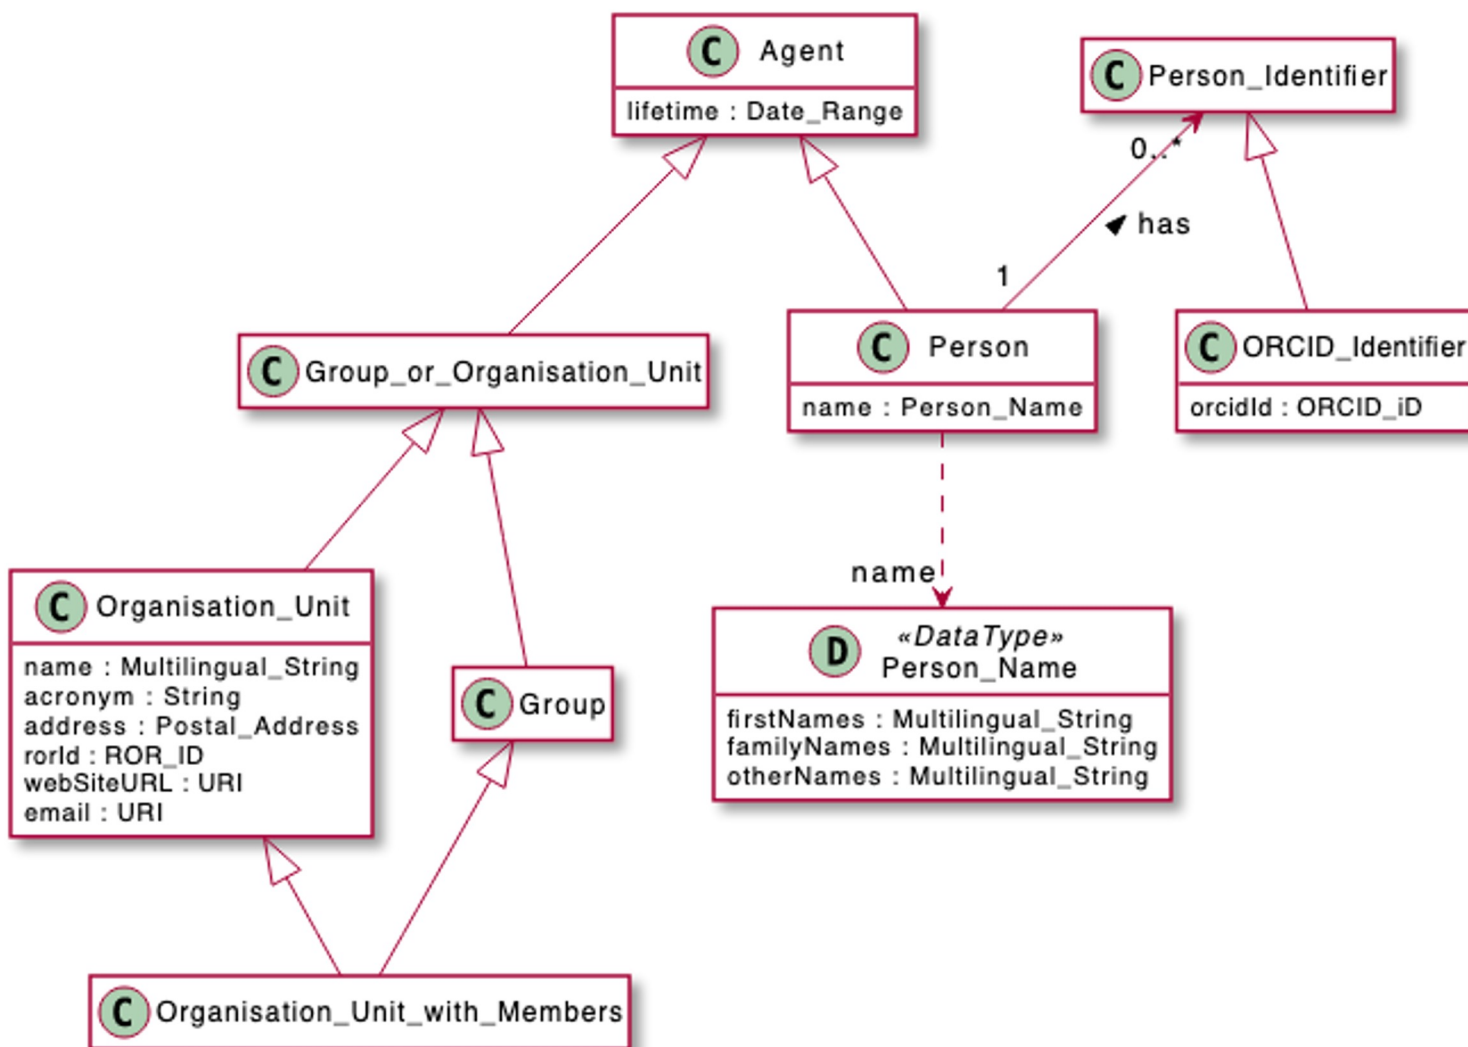 C Agent
lifetime : Date_Range
C Person_Identifier
0..*
has
1
C Group_or_Organisation_Unit
C Person
name : Person_Name
C ORCID_Identifier
orcidId : ORCID_iD
name
C Organisation_Unit
name : Multilingual_String
acronym : String
address : Postal_Address
rorId : ROR_ID
webSiteURL : URI
email : URI
C Group
D «DataType»
Person_Name
firstNames : Multilingual_String
familyNames : Multilingual_String
otherNames : Multilingual_String
C Organisation_Unit_with_Members